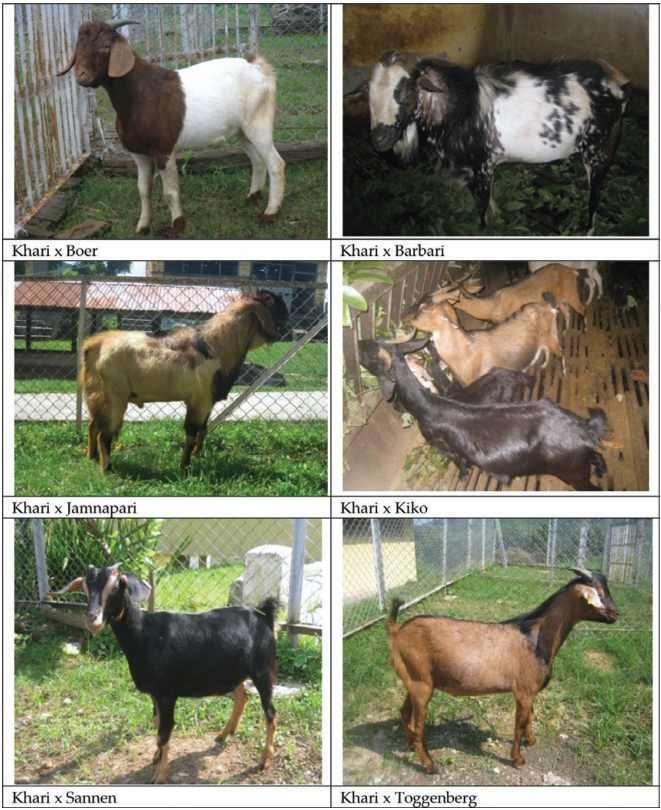 Khari x Boer
Khari x Barbari
Khari x Jamnapari
Khari x Kiko
Khari x Sannen
Khari x Toggenberg